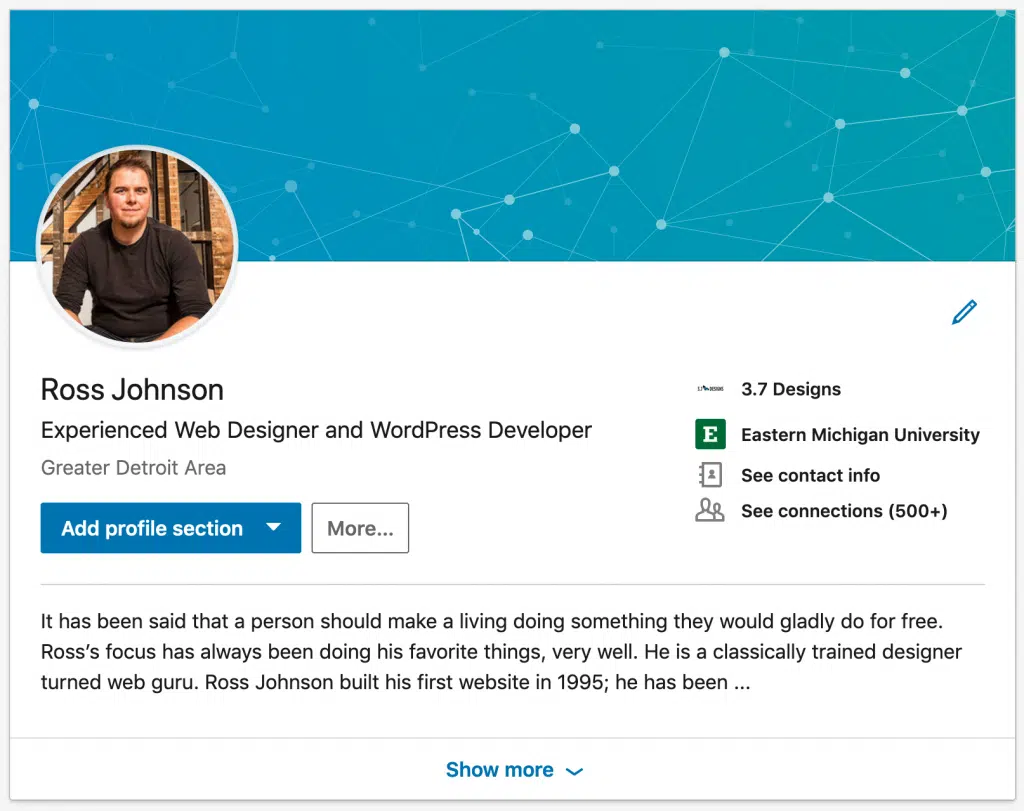 Ross Johnson
Experienced Web Designer and WordPress Developer
Greater Detroit Area
Add profile section
More...
3.7 DESIGNS
3.7 Designs
E
Eastern Michigan University
See contact info
See connections (500+)
It has been said that a person should make a living doing something they would gladly do for free.
Ross’s focus has always been doing his favorite things, very well. He is a classically trained designer
turned web guru. Ross Johnson built his first website in 1995; he has been ...
Show more